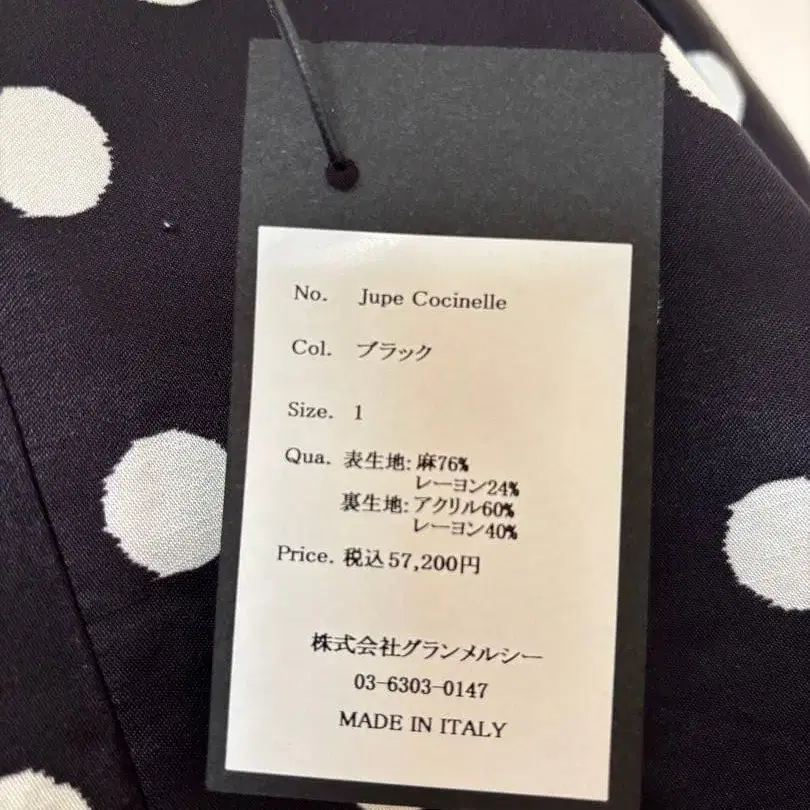 No. Jupe Cocinelle
Col. ブラック
Size. 1
Qua. 表生地: 麻76%
レーヨン24%
裏生地: アクリル60%
レーヨン40%
Price. 税込57,200円
株式会社グランメルシー
03-6303-0147
MADE IN ITALY